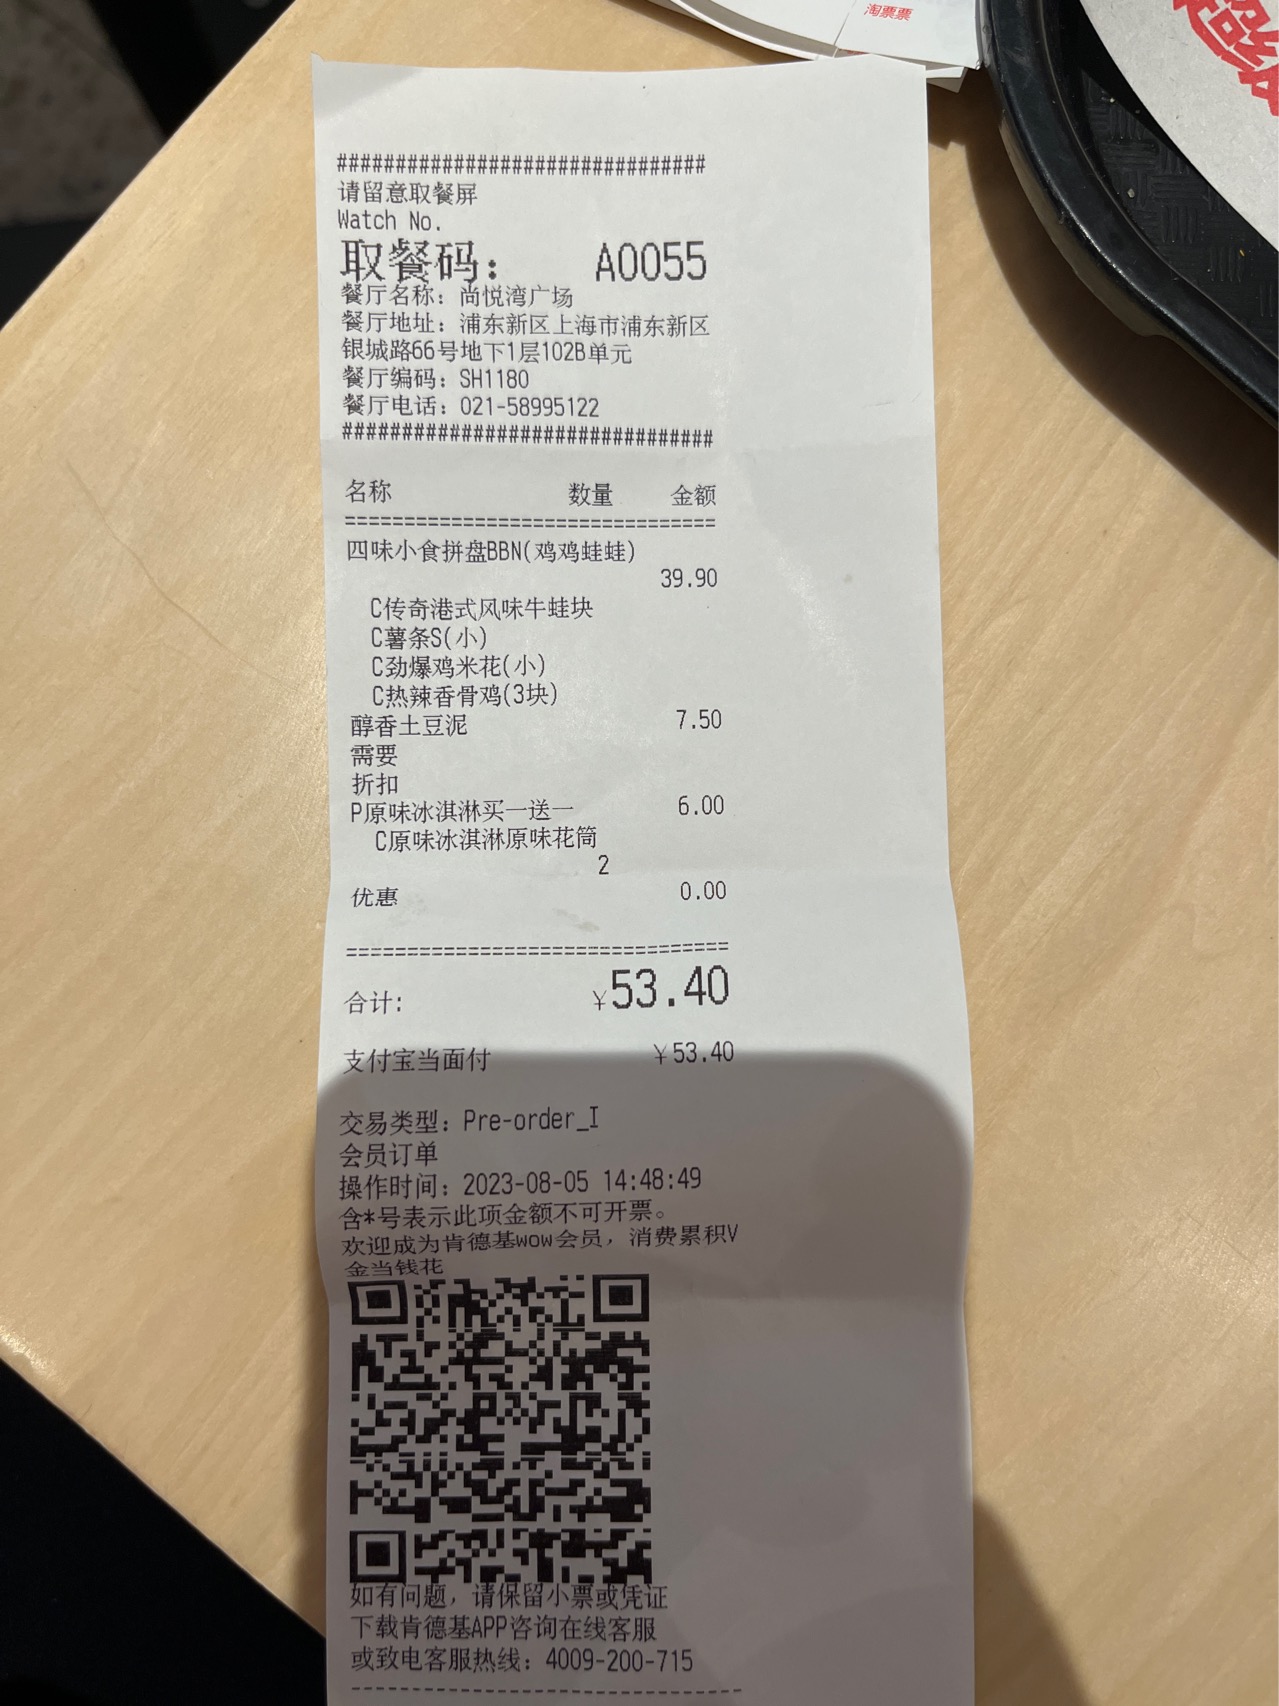 淘票票
超级
###############################
请留意取餐屏
Watch No.
取餐码： A0055
餐厅名称：尚悦湾广场
餐厅地址：浦东新区上海市浦东新区
银城路66号地下1层102B单元
餐厅编码：SH1180
餐厅电话：021-58995122
###############################
名称 数量 金额
===============================
四味小食拼盘BBN(鸡鸡蛙蛙)
39.90
C传奇港式风味牛蛙块
C薯条S(小)
C劲爆鸡米花(小)
C热辣香骨鸡(3块)
醇香土豆泥 7.50
需要
折扣
P原味冰淇淋买一送一 6.00
C原味冰淇淋原味花筒
2
优惠 0.00
===============================
合计: ¥53.40
支付宝当面付 ¥53.40
交易类型：Pre-order_I
会员订单
操作时间：2023-08-05 14:48:49
含*号表示此项金额不可开票。
欢迎成为肯德基WOW会员，消费累积V
金当钱花
如有问题，请保留小票或凭证
下载肯德基APP咨询在线客服
或致电客服热线：4009-200-715
--------------------------------